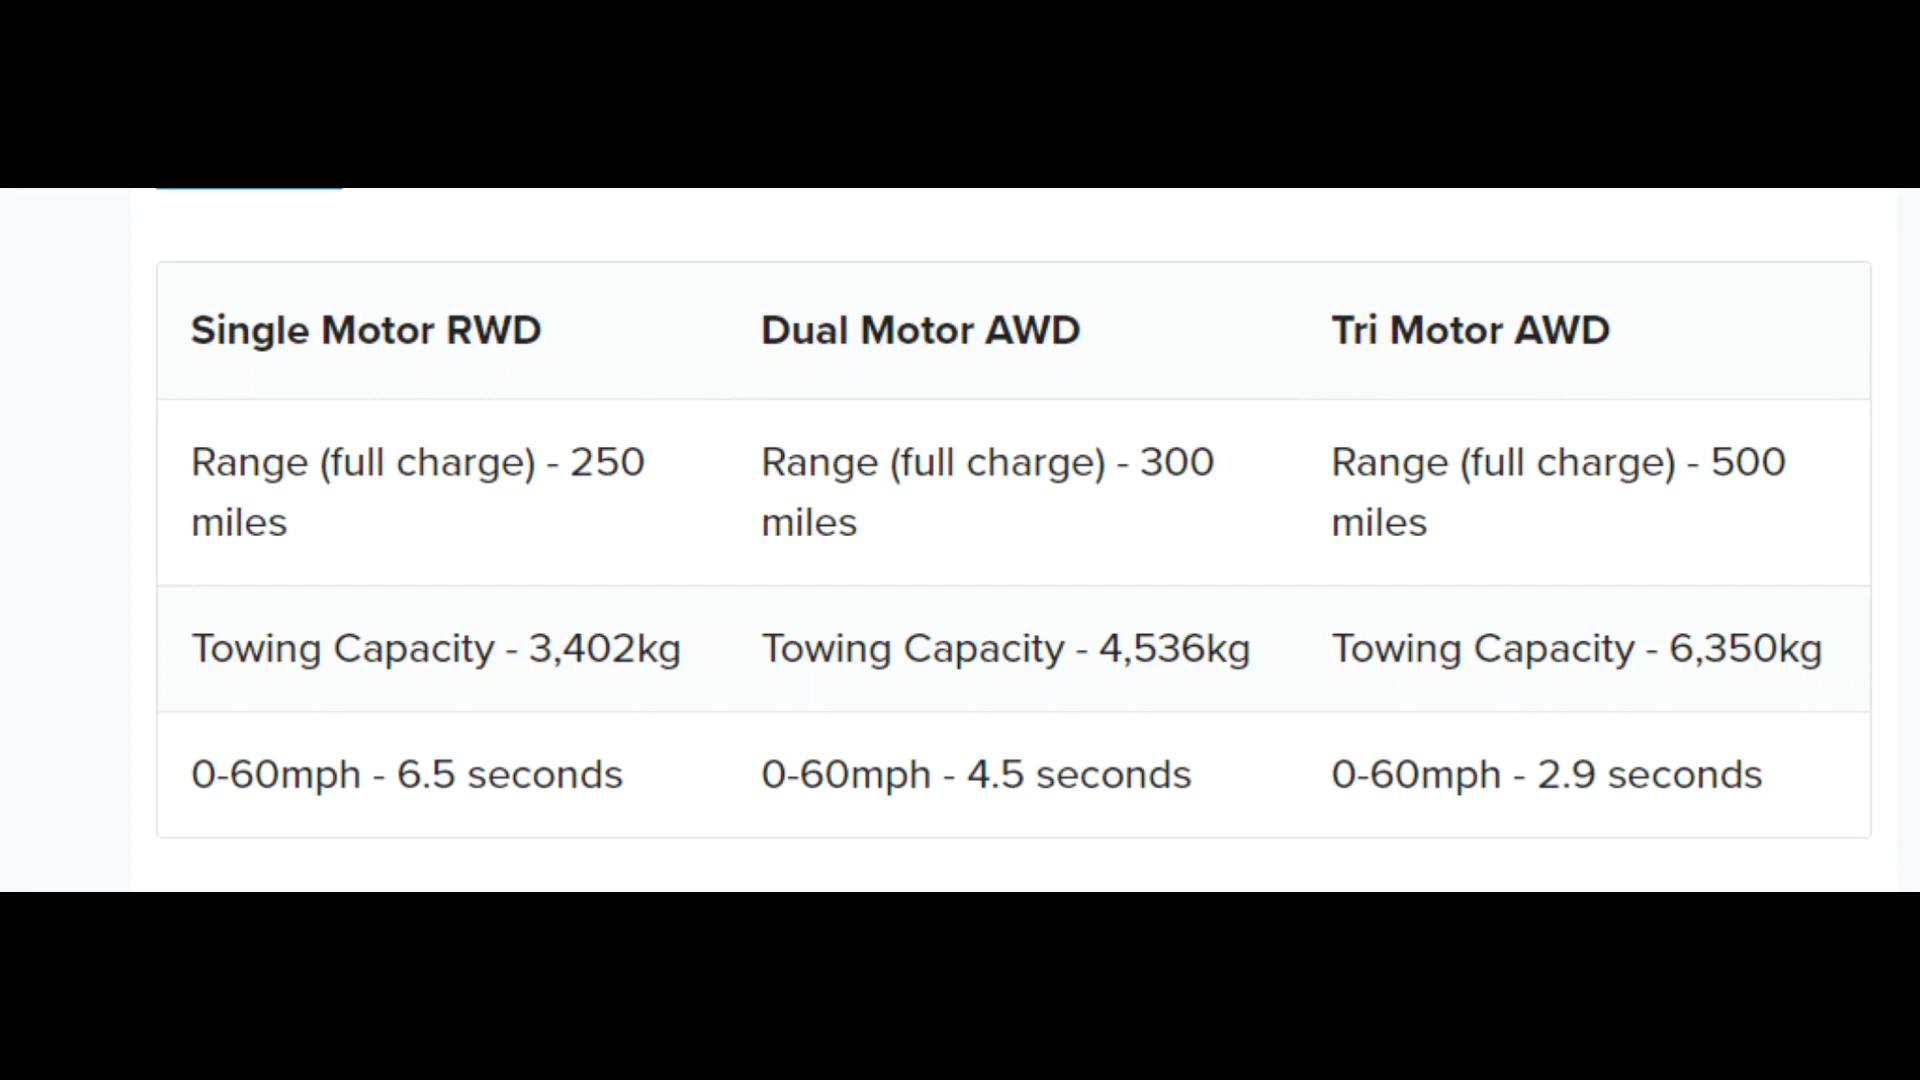 Single Motor RWD Dual Motor AWD Tri Motor AWD
Range (full charge) - 250 Range (full charge) - 300 Range (full charge) - 500
miles miles miles
Towing Capacity - 3,402kg Towing Capacity - 4,536kg Towing Capacity - 6,350kg
0-60mph - 6.5 seconds 0-60mph - 4.5 seconds 0-60mph - 2.9 seconds